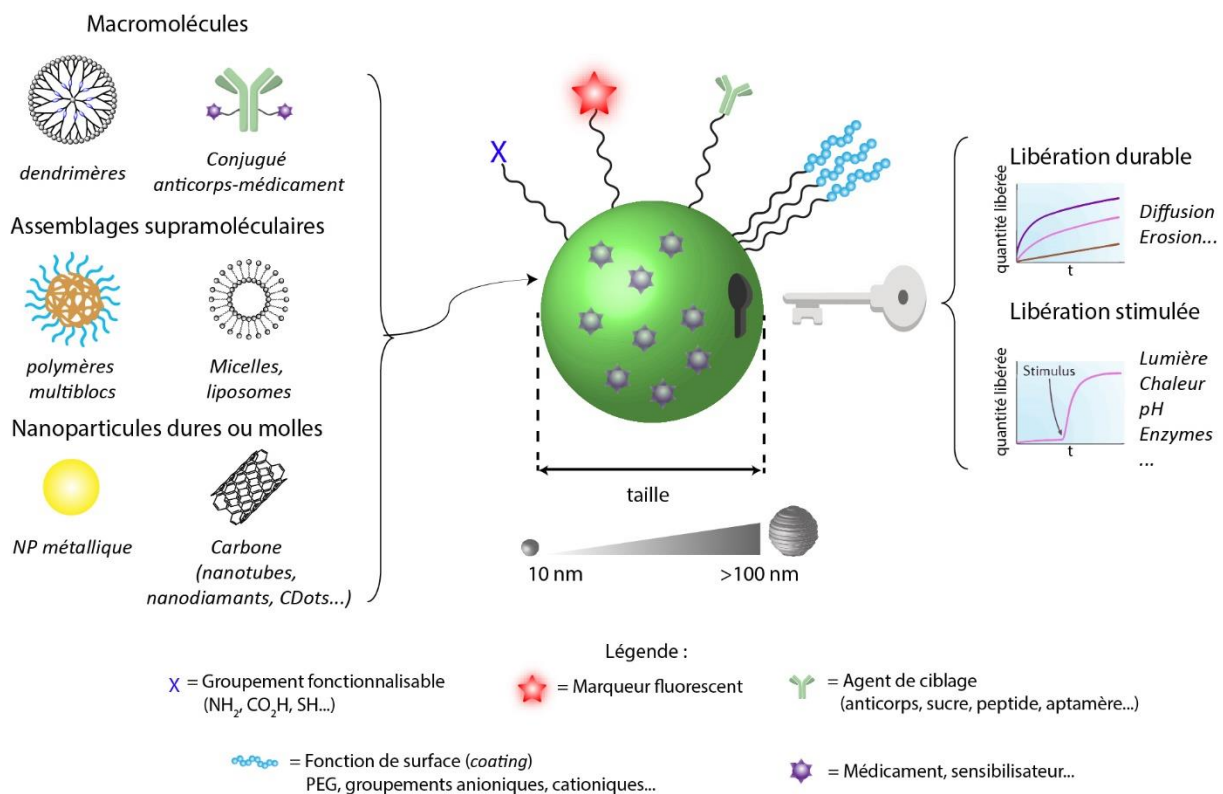 Macromolécules
dendrimères
Conjugué
anticorps-médicament
Assemblages supramoléculaires
polymères
multiblocs
Micelles,
liposomes
Nanoparticules dures ou molles
NP métallique
Carbone
(nanotubes,
nanodiamants, CDots...)
X
taille
10 nm
>100 nm
Libération durable
quantité libérée
t
Diffusion
Erosion...
Libération stimulée
quantité libérée
Stimulus
t
Lumière
Chaleur
pH
Enzymes
...
Légende :
X = Groupement fonctionnalisable
(NH₂, CO₂H, SH...)
= Marqueur fluorescent
= Agent de ciblage
(anticorps, sucre, peptide, aptamère...)
= Fonction de surface (coating)
PEG, groupements anioniques, cationiques...
= Médicament, sensibilisateur...